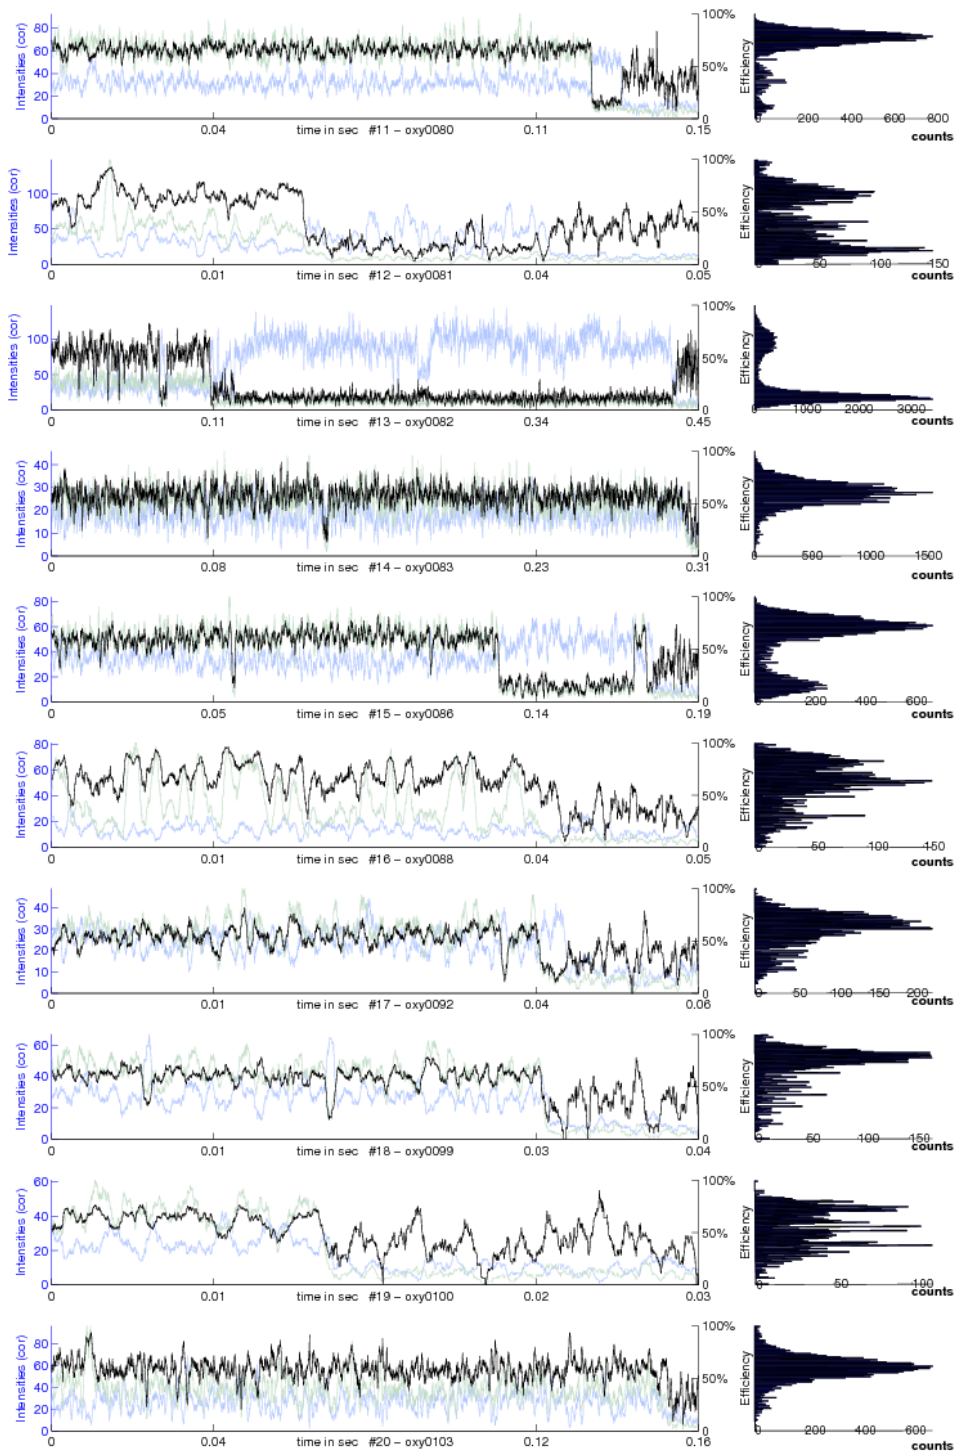 Intensities (cor) 80 60 40 20 0 100% 50% 0 Efficiency
0 0.04 time in sec #11 – oxy0080 0.11 0.15 0 200 400 600 800
counts
Intensities (cor) 100 50 0 100% 50% 0 Efficiency
0 0.01 time in sec #12 – oxy0081 0.04 0.05 0 50 100 150
counts
Intensities (cor) 100 50 0 100% 50% 0 Efficiency
0 0.11 time in sec #13 – oxy0082 0.34 0.45 0 1000 2000 3000
counts
Intensities (cor) 40 30 20 10 0 100% 50% 0 Efficiency
0 0.08 time in sec #14 – oxy0083 0.23 0.31 0 500 1000 1500
counts
Intensities (cor) 80 60 40 20 0 100% 50% 0 Efficiency
0 0.05 time in sec #15 – oxy0086 0.14 0.19 0 200 400 600
counts
Intensities (cor) 80 60 40 20 0 100% 50% 0 Efficiency
0 0.01 time in sec #16 – oxy0088 0.04 0.05 0 50 100 150
counts
Intensities (cor) 40 30 20 10 0 100% 50% 0 Efficiency
0 0.01 time in sec #17 – oxy0092 0.04 0.06 0 50 100 150 200
counts
Intensities (cor) 60 40 20 0 100% 50% 0 Efficiency
0 0.01 time in sec #18 – oxy0099 0.03 0.04 0 50 100 150
counts
Intensities (cor) 60 40 20 0 100% 50% 0 Efficiency
0 0.01 time in sec #19 – oxy0100 0.02 0.03 0 50 100
counts
Intensities (cor) 80 60 40 20 0 100% 50% 0 Efficiency
0 0.04 time in sec #20 – oxy0103 0.12 0.16 0 200 400 600
counts